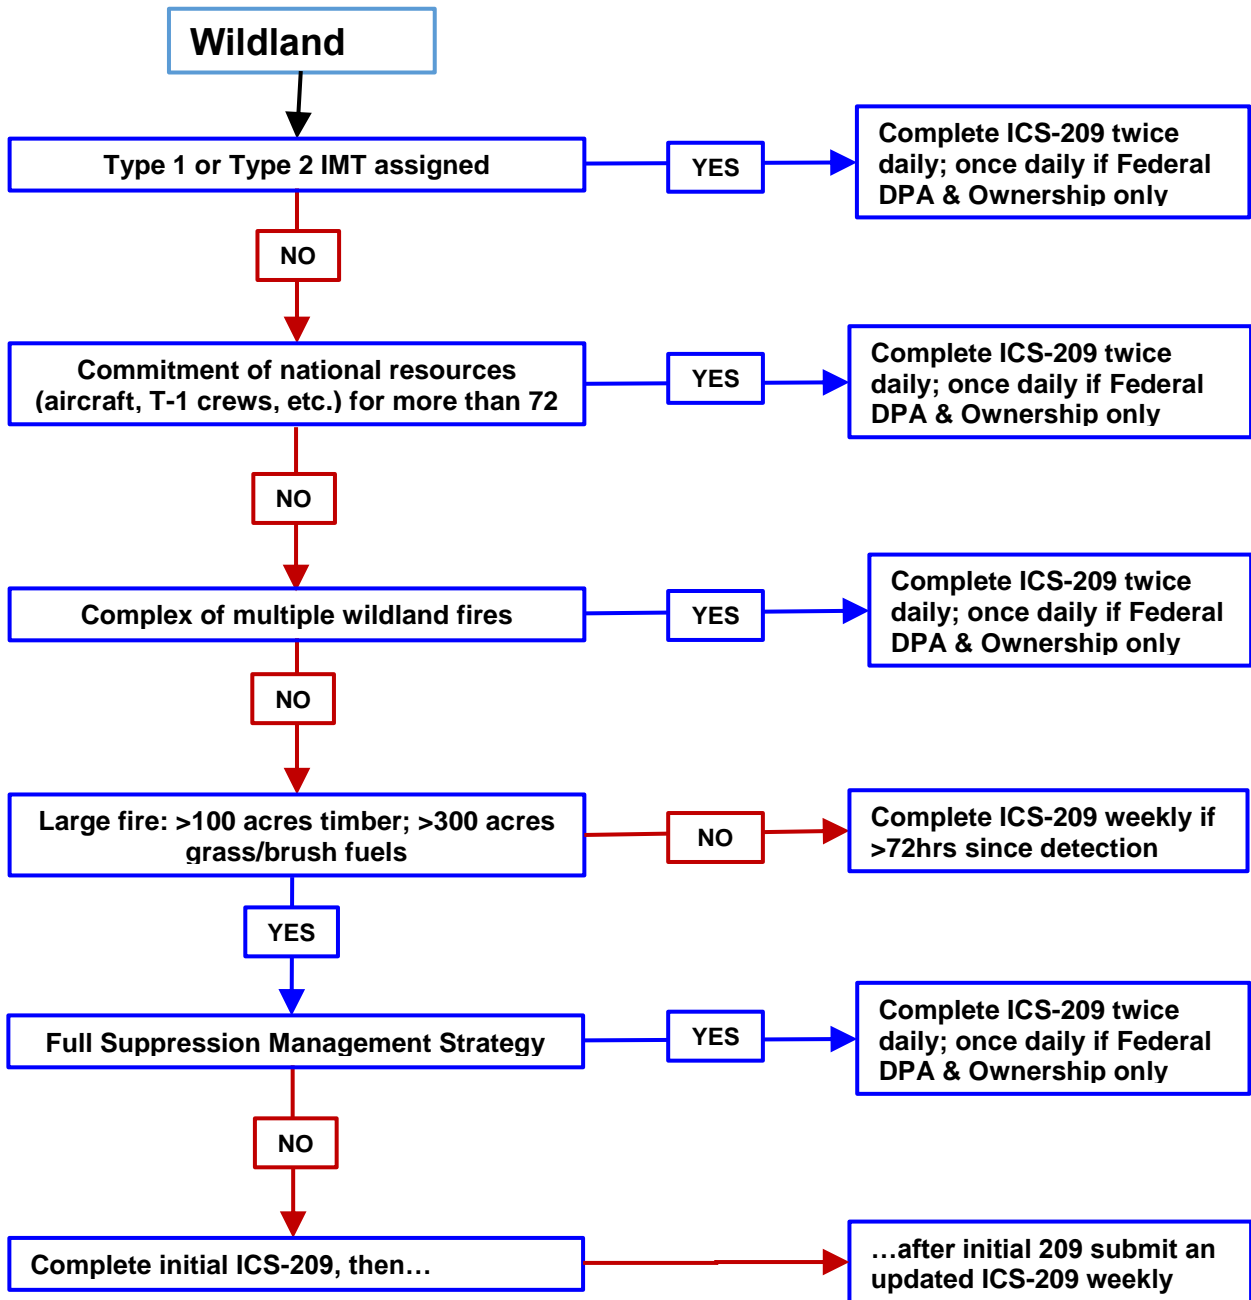 Wildland
Type 1 or Type 2 IMT assigned
YES
Complete ICS-209 twice
daily; once daily if Federal
DPA & Ownership only
NO
Commitment of national resources
(aircraft, T-1 crews, etc.) for more than 72
YES
Complete ICS-209 twice
daily; once daily if Federal
DPA & Ownership only
NO
Complex of multiple wildland fires
YES
Complete ICS-209 twice
daily; once daily if Federal
DPA & Ownership only
NO
Large fire: >100 acres timber; >300 acres
grass/brush fuels
NO
Complete ICS-209 weekly if
>72hrs since detection
YES
Full Suppression Management Strategy
YES
Complete ICS-209 twice
daily; once daily if Federal
DPA & Ownership only
NO
Complete initial ICS-209, then…
…after initial 209 submit an
updated ICS-209 weekly